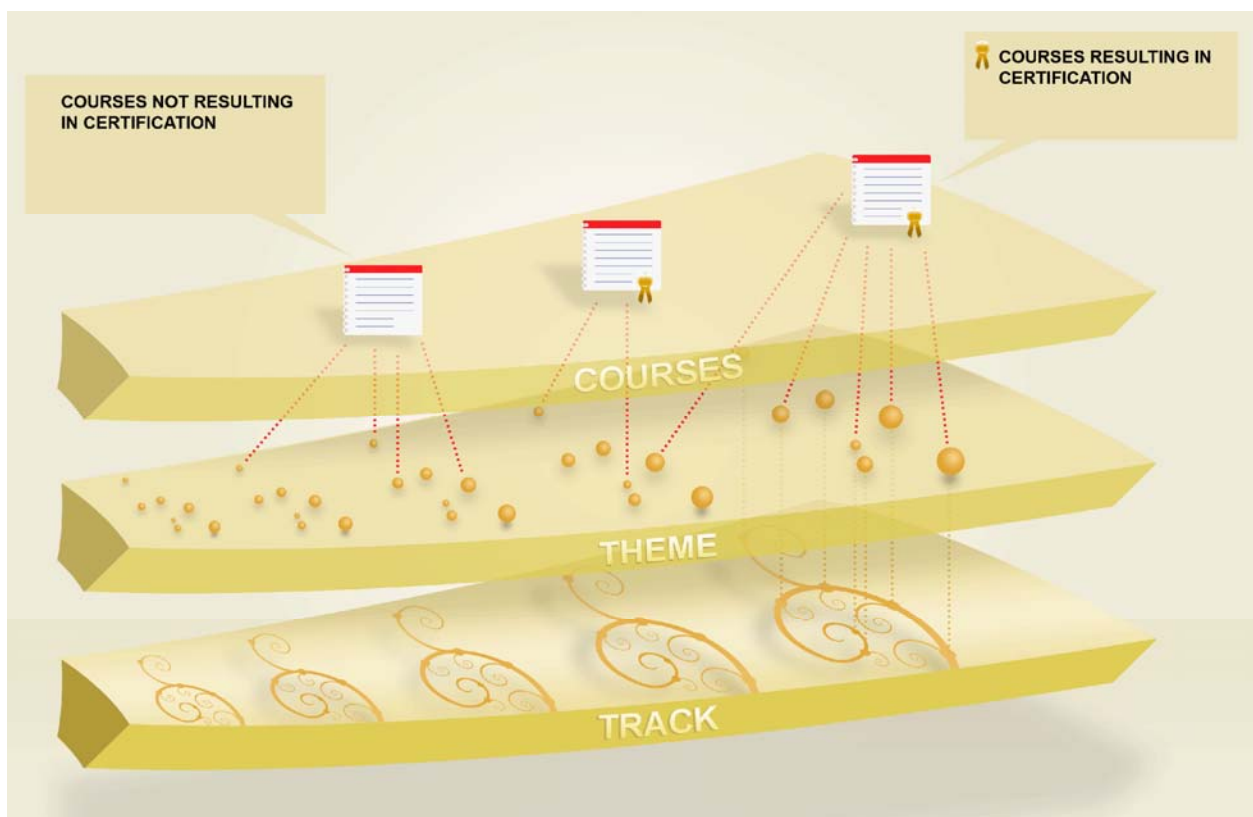 COURSES NOT RESULTING
IN CERTIFICATION
COURSES RESULTING IN
CERTIFICATION
COURSES
THEME
TRACK